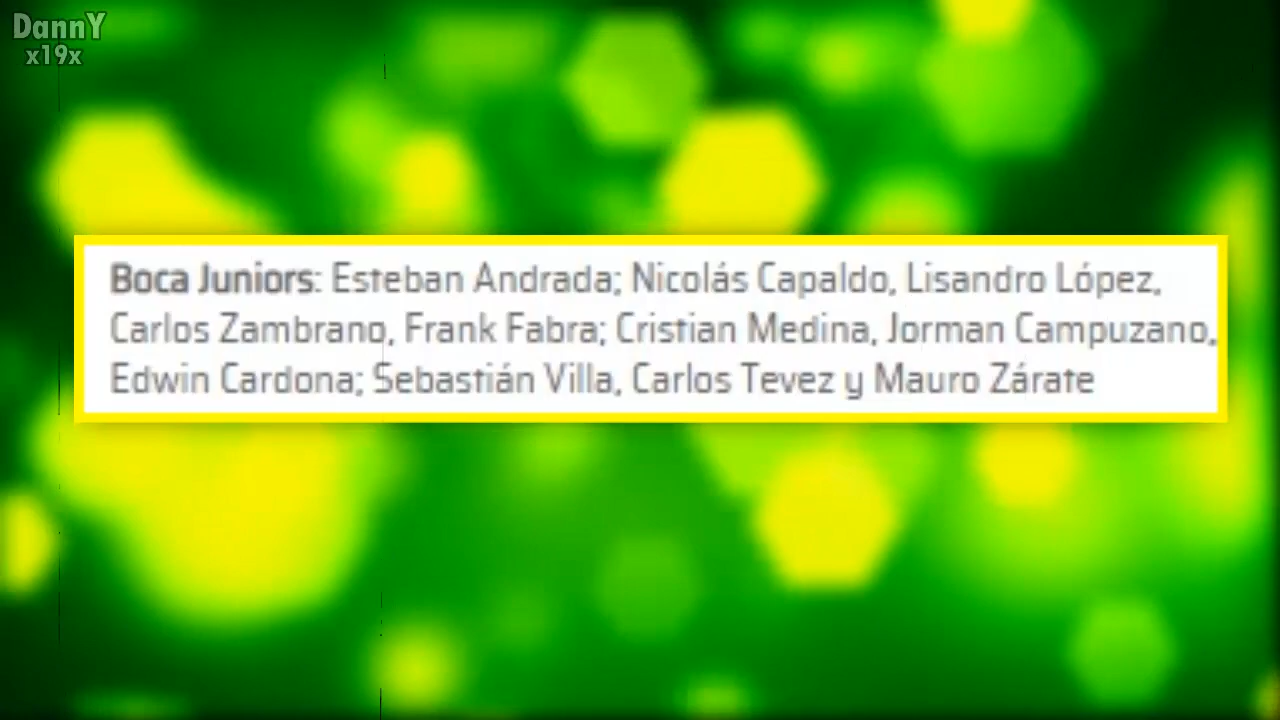 DannY
x19x
Boca Juniors: Esteban Andrada; Nicolás Capaldo, Lisandro López,
Carlos Zambrano, Frank Fabra; Cristian Medina, Jorman Campuzano,
Edwin Cardona; Sebastián Villa, Carlos Tevez y Mauro Zárate